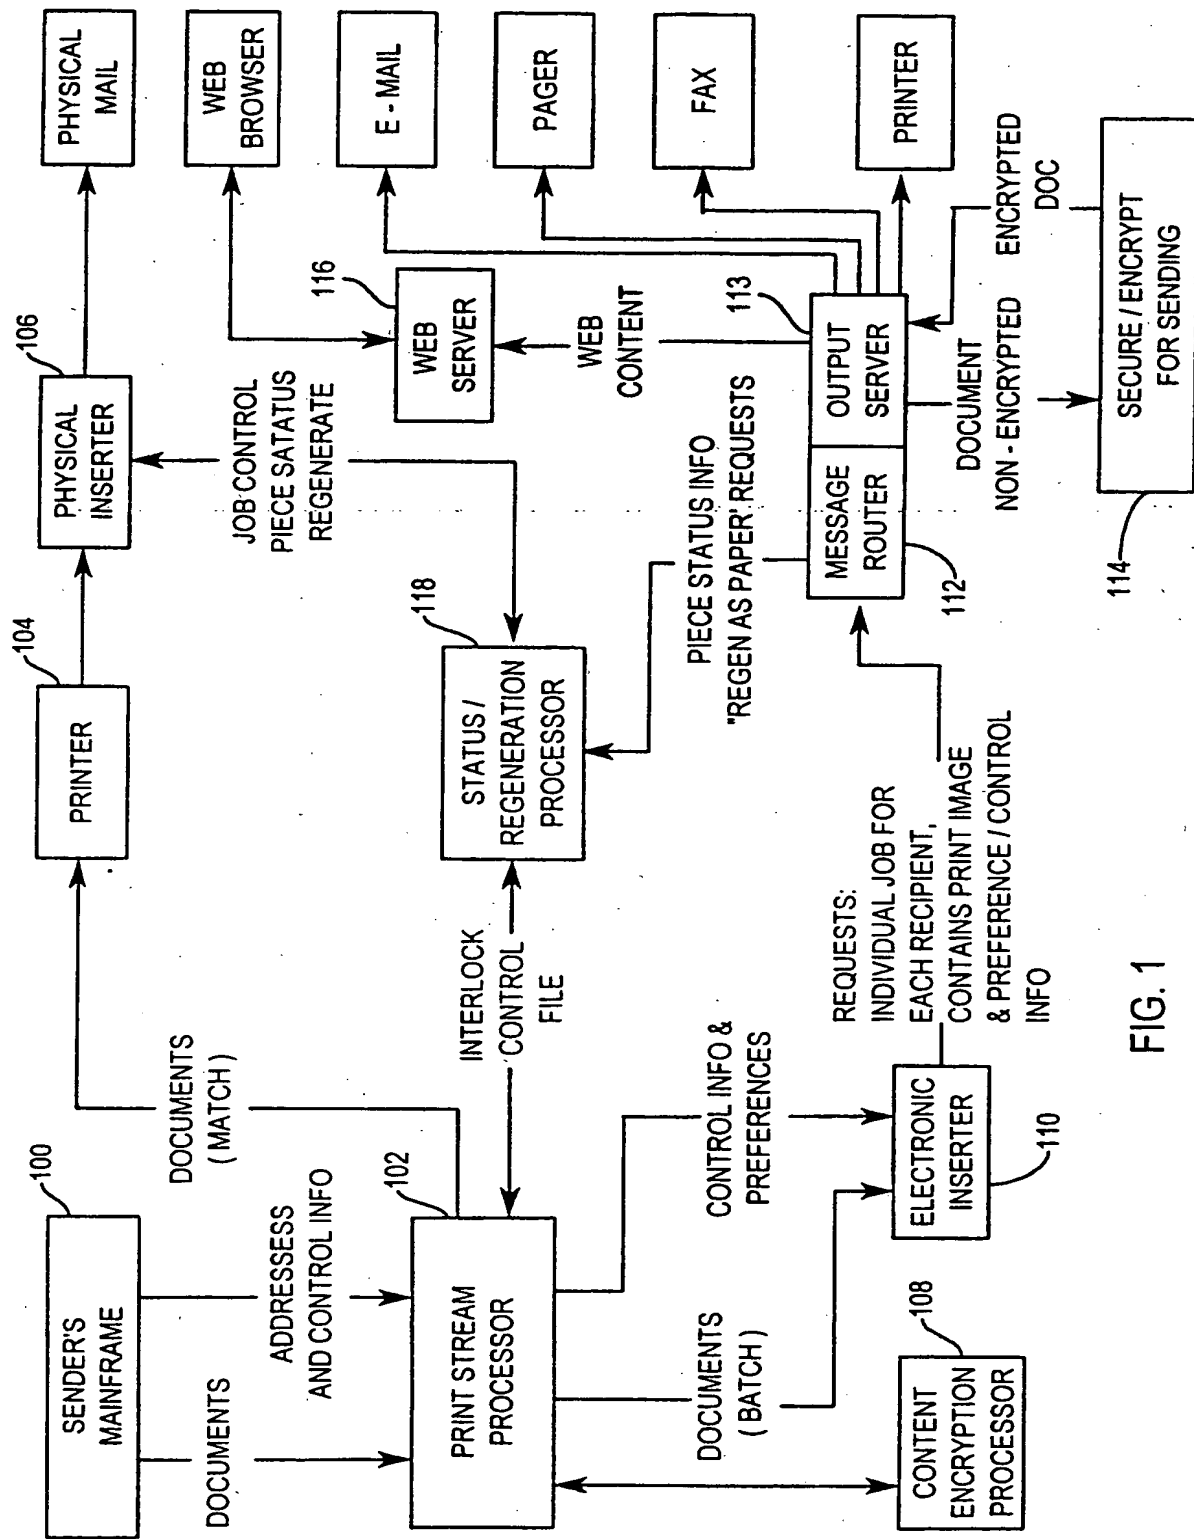 100
SENDER'S
MAINFRAME
DOCUMENTS
ADDRESSESS
AND CONTROL INFO
102
PRINT STREAM
PROCESSOR
DOCUMENTS
( MATCH )
104
PRINTER
106
PHYSICAL
INSERTER
PHYSICAL
MAIL
JOB CONTROL
PIECE SATATUS
REGENERATE
INTERLOCK
CONTROL
FILE
118
STATUS /
REGENERATION
PROCESSOR
116
WEB
SERVER
WEB
BROWSER
WEB
CONTENT
E - MAIL
PAGER
FAX
PRINTER
PIECE STATUS INFO
"REGEN AS PAPER' REQUESTS
113
MESSAGE
ROUTER
OUTPUT
SERVER
112
DOCUMENT
NON - ENCRYPTED
ENCRYPTED
DOC
SECURE / ENCRYPT
FOR SENDING
114
CONTROL INFO &
PREFERENCES
DOCUMENTS
( BATCH )
108
CONTENT
ENCRYPTION
PROCESSOR
ELECTRONIC
INSERTER
110
REQUESTS:
INDIVIDUAL JOB FOR
EACH RECIPIENT,
CONTAINS PRINT IMAGE
& PREFERENCE / CONTROL
INFO
FIG. 1